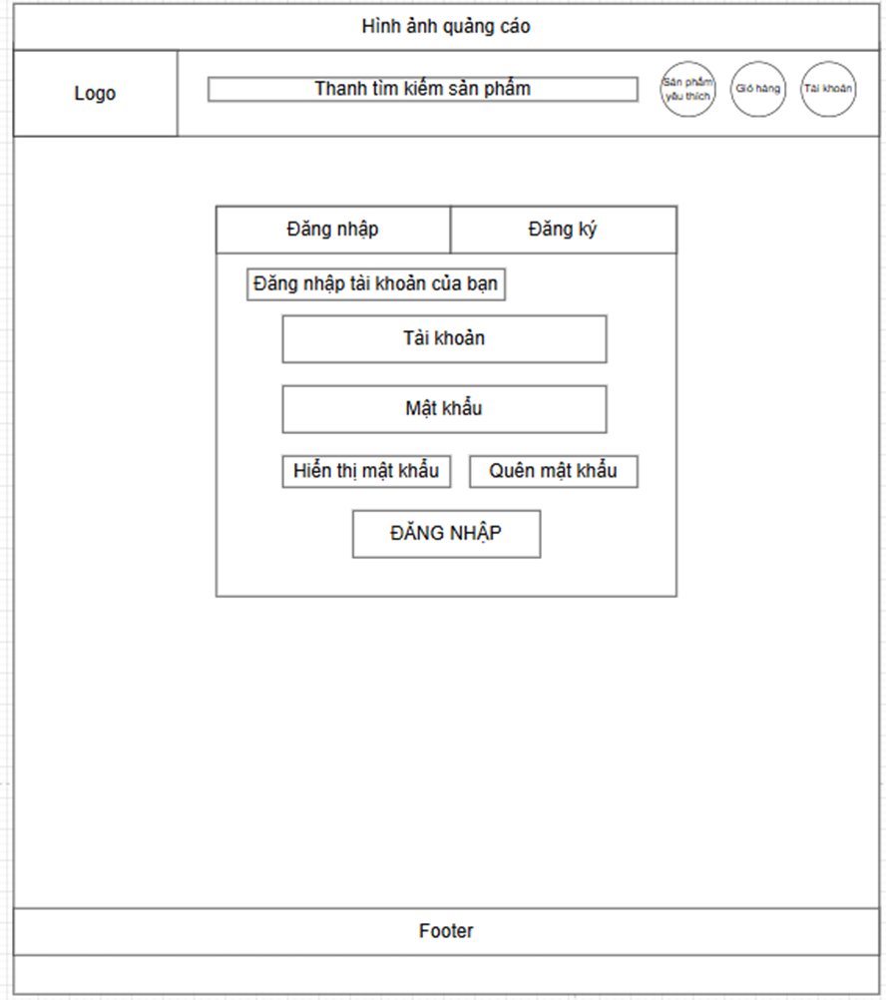 Hình ảnh quảng cáo
Logo
Thanh tìm kiếm sản phẩm
Sản phẩm
yêu thích
Giỏ hàng
Tài khoản
Đăng nhập
Đăng ký
Đăng nhập tài khoản của bạn
Tài khoản
Mật khẩu
Hiển thị mật khẩu
Quên mật khẩu
ĐĂNG NHẬP
Footer